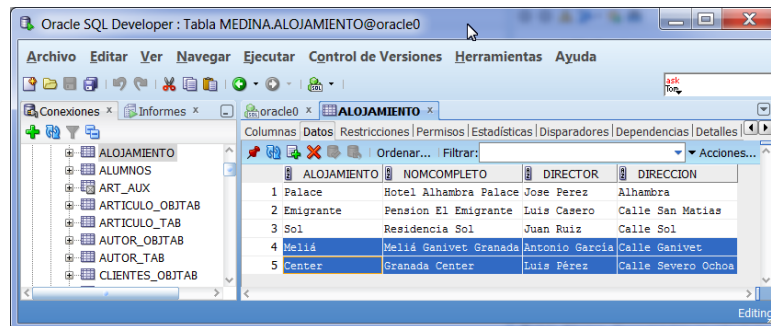 Oracle SQL Developer : Tabla MEDINA.ALOJAMIENTO@oracle0
Archivo Editar Ver Navegar Ejecutar Control de Versiones Herramientas Ayuda
ask
Tom
Conexiones x Informes x
oracle0 x ALOJAMIENTO x
Columnas Datos Restricciones Permisos Estadísticas Disparadores Dependencias Detalles
Ordenar... Filtrar: Acciones...
ALOJAMIENTO
ALUMNOS
ART_AUX
ARTICULO_OBJTAB
ARTICULO_TAB
AUTOR_OBJTAB
AUTOR_TAB
CLIENTES_OBJTAB
ALOJAMIENTO NOMCOMPLETO DIRECTOR DIRECCION
1 Palace Hotel Alhambra Palace Jose Perez Alhambra
2 Emigrante Pension El Emigrante Luis Casero Calle San Matias
3 Sol Residencia Sol Juan Ruiz Calle Sol
4 Meliá Meliá Ganivet Granada Antonio García Calle Ganivet
5 Center Granada Center Luis Pérez Calle Severo Ochoa
Editing